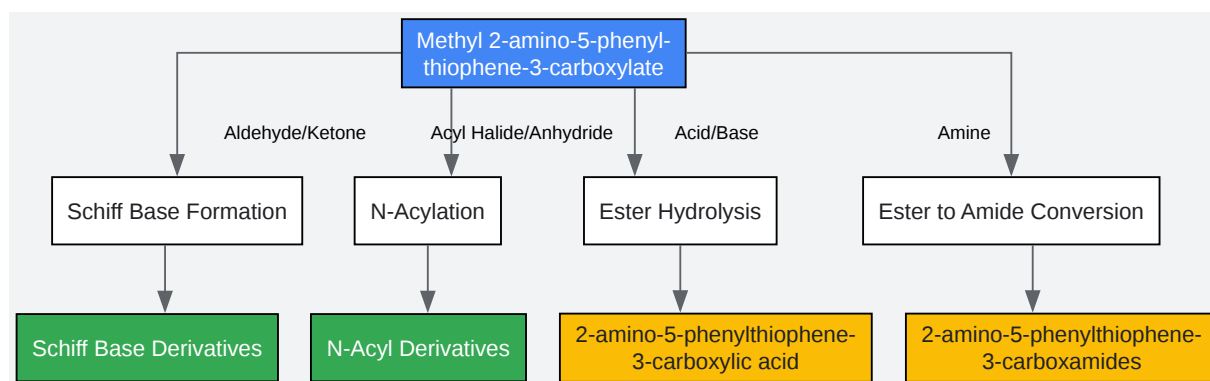 Methyl 2-amino-5-phenyl-
thiophene-3-carboxylate
Aldehyde/Ketone
Acyl Halide/Anhydride
Acid/Base
Amine
Schiff Base Formation
N-Acylation
Ester Hydrolysis
Ester to Amide Conversion
Schiff Base Derivatives
N-Acyl Derivatives
2-amino-5-phenylthiophene-
3-carboxylic acid
2-amino-5-phenylthiophene-
3-carboxamides